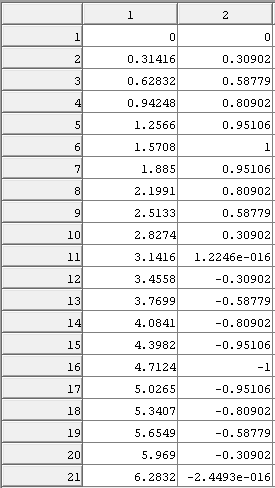 1 2
1 0 0
2 0.31416 0.30902
3 0.62832 0.58779
4 0.94248 0.80902
5 1.2566 0.95106
6 1.5708 1
7 1.885 0.95106
8 2.1991 0.80902
9 2.5133 0.58779
10 2.8274 0.30902
11 3.1416 1.2246e-016
12 3.4558 -0.30902
13 3.7699 -0.58779
14 4.0841 -0.80902
15 4.3982 -0.95106
16 4.7124 -1
17 5.0265 -0.95106
18 5.3407 -0.80902
19 5.6549 -0.58779
20 5.969 -0.30902
21 6.2832 -2.4493e-016